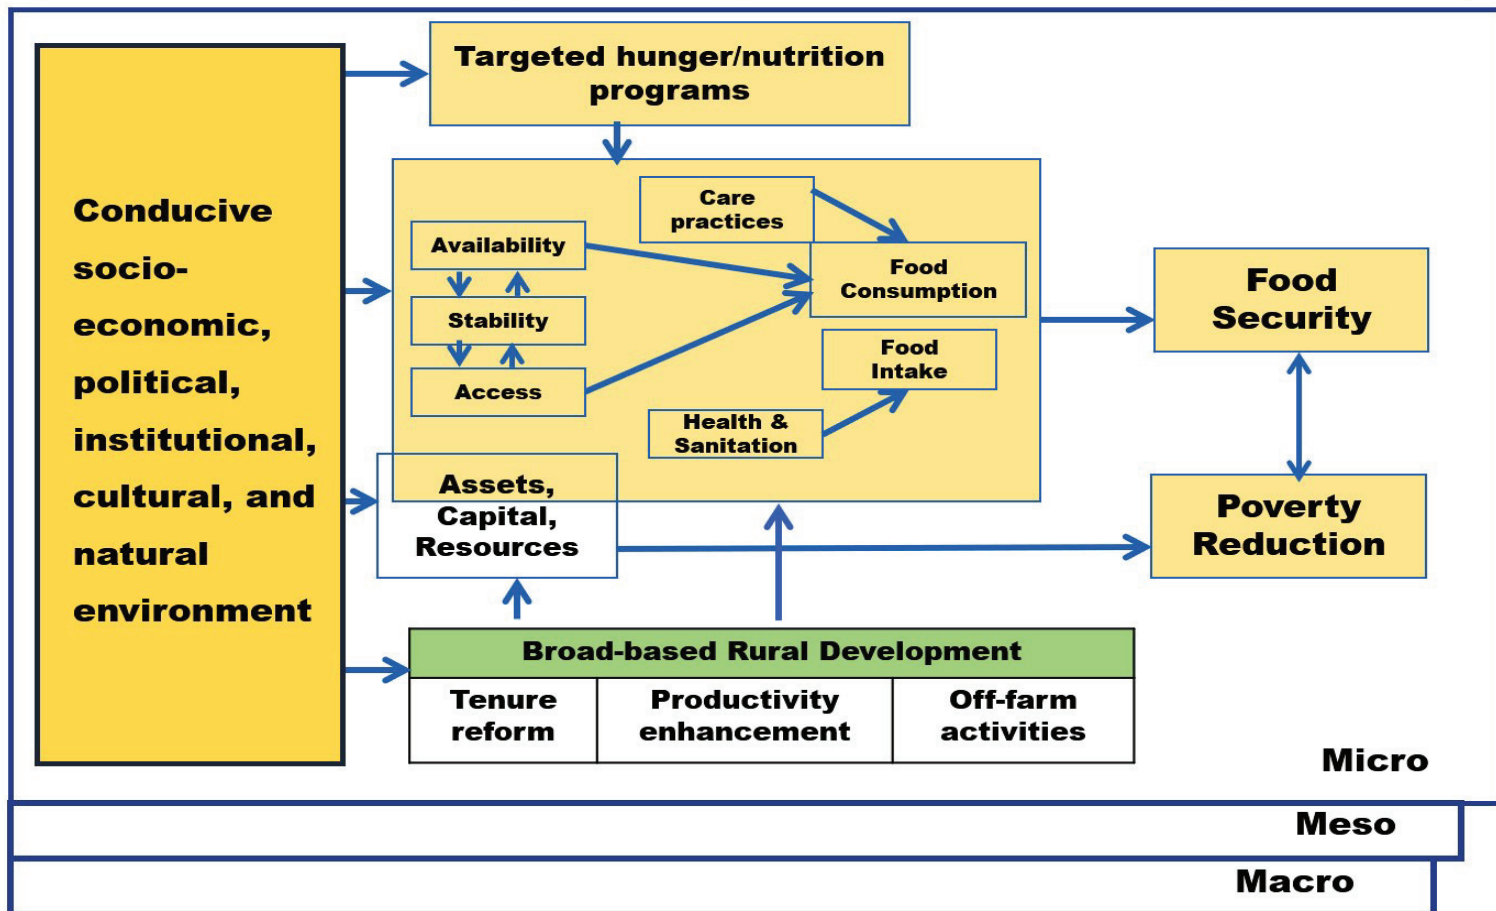 Conducive
socio-
economic,
political,
institutional,
cultural, and
natural
environment
Targeted hunger/nutrition
programs
Care
practices
Availability
Food
Consumption
Stability
Food
Intake
Access
Health &
Sanitation
Assets,
Capital,
Resources
Food
Security
Poverty
Reduction
Broad-based Rural Development
Tenure
reform
Productivity
enhancement
Off-farm
activities
Micro
Meso
Macro